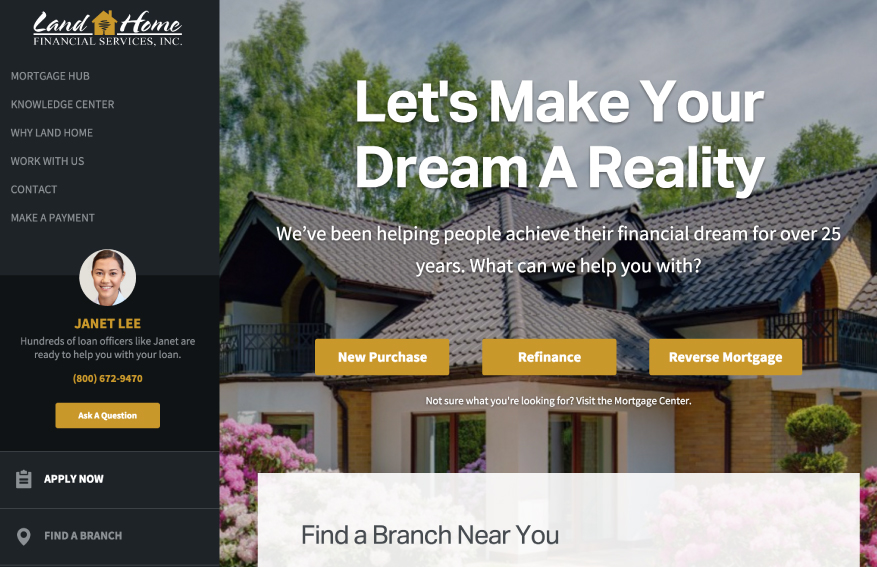 Land Home
FINANCIAL SERVICES, INC.
MORTGAGE HUB
KNOWLEDGE CENTER
WHY LAND HOME
WORK WITH US
CONTACT
MAKE A PAYMENT
JANET LEE
Hundreds of loan officers like Janet are
ready to help you with your loan.
(800) 672-9470
Ask A Question
APPLY NOW
FIND A BRANCH
Let's Make Your
Dream A Reality
We've been helping people achieve their financial dream for over 25
years. What can we help you with?
New Purchase
Refinance
Reverse Mortgage
Not sure what you're looking for? Visit the Mortgage Center.
Find a Branch Near You